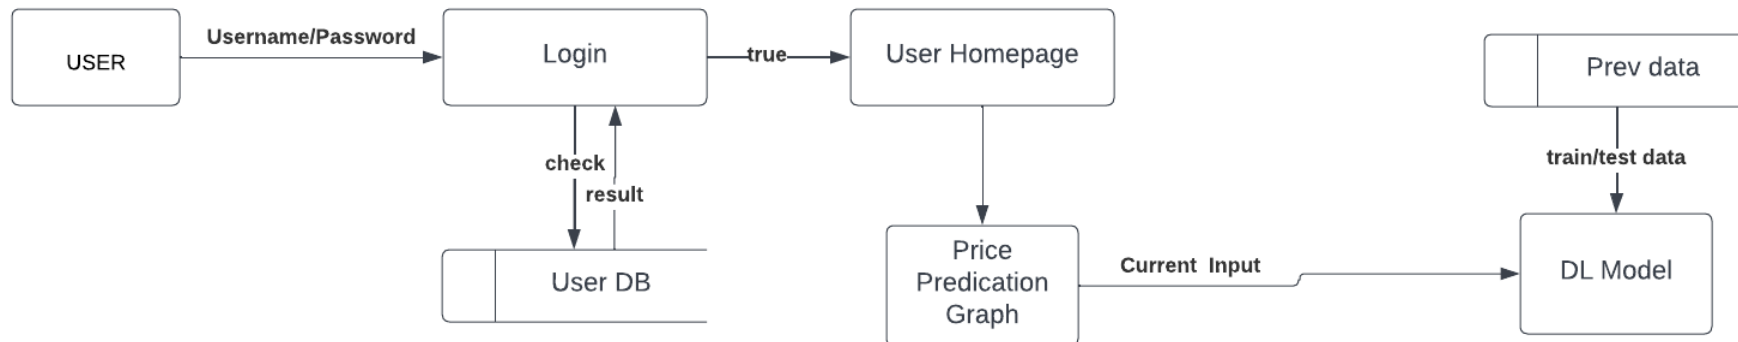 USER
Username/Password
Login
true
User Homepage
Prev data
check
result
train/test data
User DB
Price
Predication
Graph
Current Input
DL Model